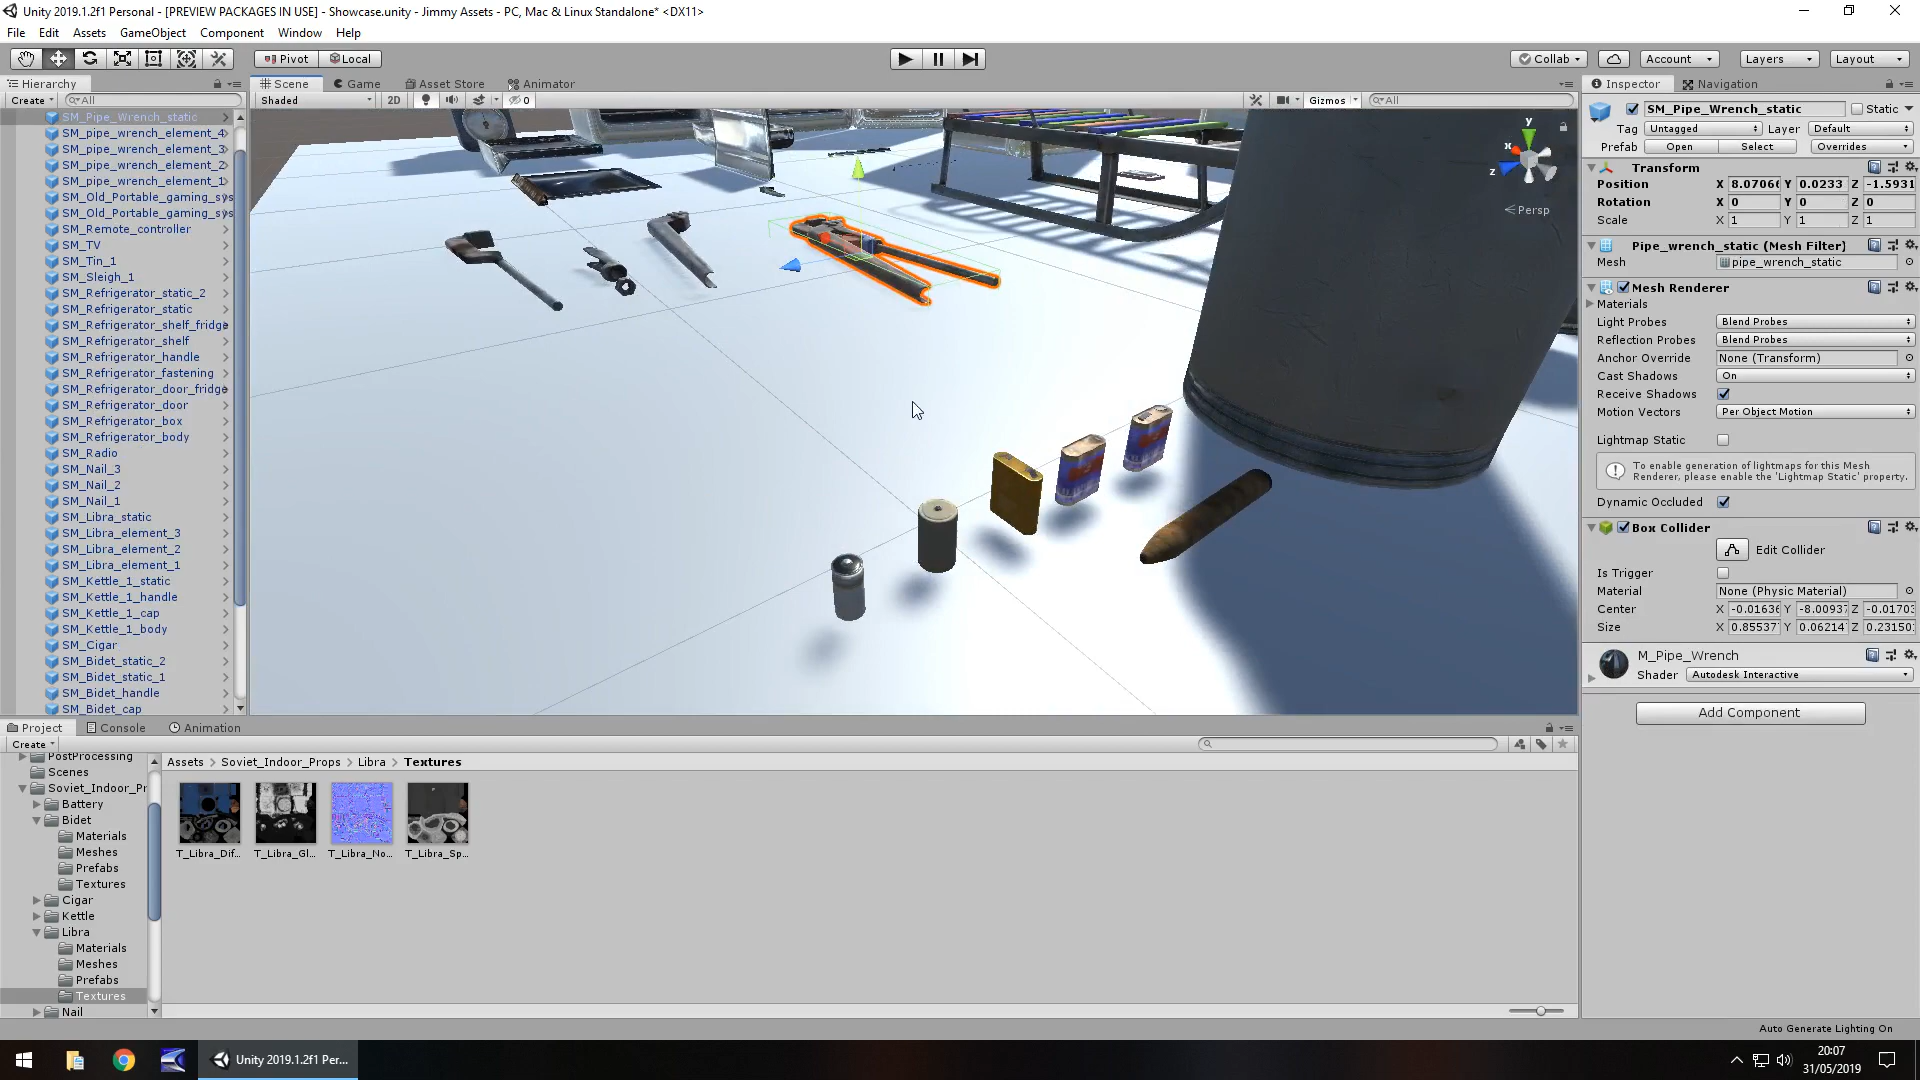 Unity 2019.1.2f1 Personal - [PREVIEW PACKAGES IN USE] - Showcase.unity - Jimmy Assets - PC, Mac & Linux Standalone* <DX11>
File Edit Assets GameObject Component Window Help
Pivot Local Collab Account Layers Layout
Hierarchy Scene Game Asset Store Animator Inspector Navigation
Create All Shaded 2D 0 Gizmos All
SM_Pipe_Wrench_static
SM_pipe_wrench_element_4
SM_pipe_wrench_element_3
SM_pipe_wrench_element_2
SM_pipe_wrench_element_1
SM_Old_Portable_gaming_sys
SM_Old_Portable_gaming_sys
SM_Remote_controller
SM_TV
SM_Tin_1
SM_Sleigh_1
SM_Refrigerator_static_2
SM_Refrigerator_static
SM_Refrigerator_shelf_fridge
SM_Refrigerator_shelf
SM_Refrigerator_handle
SM_Refrigerator_fastening
SM_Refrigerator_door_fridge
SM_Refrigerator_door
SM_Refrigerator_box
SM_Refrigerator_body
SM_Radio
SM_Nail_3
SM_Nail_2
SM_Nail_1
SM_Libra_static
SM_Libra_element_3
SM_Libra_element_2
SM_Libra_element_1
SM_Kettle_1_static
SM_Kettle_1_handle
SM_Kettle_1_cap
SM_Kettle_1_body
SM_Cigar
SM_Bidet_static_2
SM_Bidet_static_1
SM_Bidet_handle
SM_Bidet_cap
y
x
z
Persp
SM_Pipe_Wrench_static Static
Tag Untagged Layer Default
Prefab Open Select Overrides
Transform
Position X 8.0706 Y 0.0233 Z -1.5931
Rotation X 0 Y 0 Z 0
Scale X 1 Y 1 Z 1
Pipe_wrench_static (Mesh Filter)
Mesh pipe_wrench_static
Mesh Renderer
Materials
Light Probes Blend Probes
Reflection Probes Blend Probes
Anchor Override None (Transform)
Cast Shadows On
Receive Shadows
Motion Vectors Per Object Motion
Lightmap Static
To enable generation of lightmaps for this Mesh
Renderer, please enable the 'Lightmap Static' property.
Dynamic Occluded
Box Collider
Edit Collider
Is Trigger
Material None (Physic Material)
Center X -0.0163 Y -8.0093 Z -0.0170
Size X 0.8553 Y 0.0621 Z 0.2315
M_Pipe_Wrench
Shader Autodesk Interactive
Add Component
Project Console Animation
Create
PostProcessing
Scenes
Soviet_Indoor_Pr
Battery
Bidet
Materials
Meshes
Prefabs
Textures
Cigar
Kettle
Libra
Materials
Meshes
Prefabs
Textures
Nail
Assets > Soviet_Indoor_Props > Libra > Textures
T_Libra_Dif... T_Libra_Gl... T_Libra_No... T_Libra_Sp...
Auto Generate Lighting On
Unity 2019.1.2f1 Per...
20:07
31/05/2019